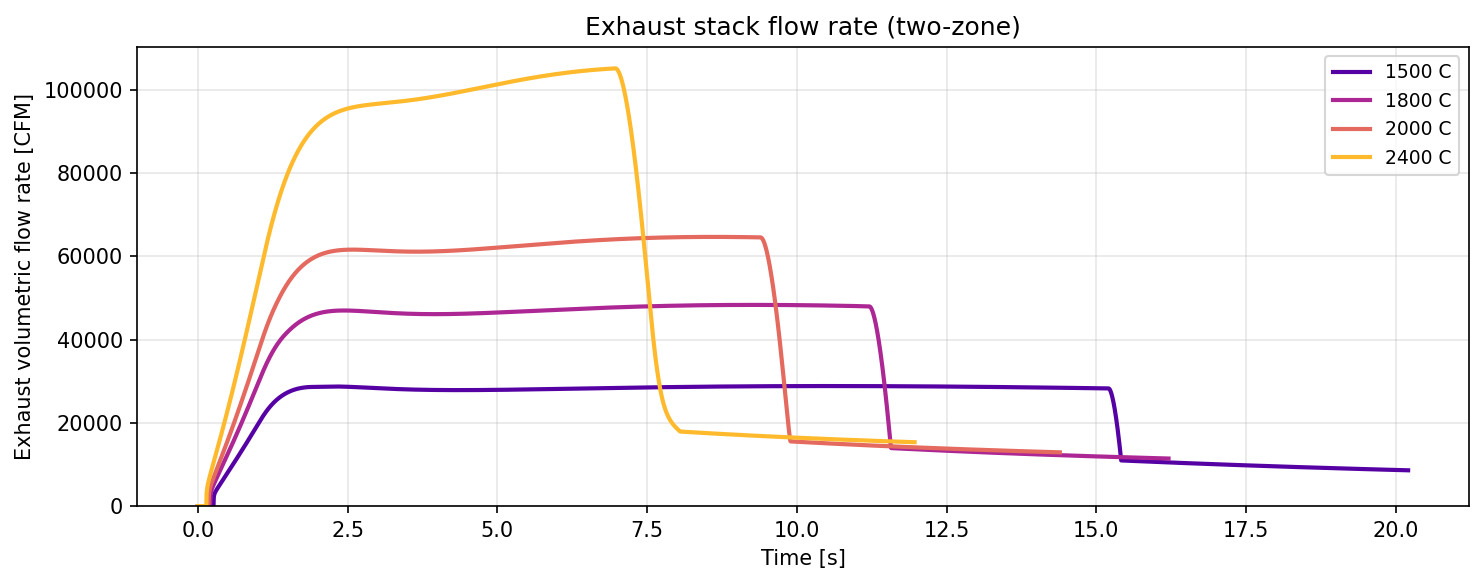 Exhaust stack flow rate (two-zone)
Exhaust volumetric flow rate [CFM]
100000
80000
60000
40000
20000
0
1500 C
1800 C
2000 C
2400 C
0.0 2.5 5.0 7.5 10.0 12.5 15.0 17.5 20.0
Time [s]